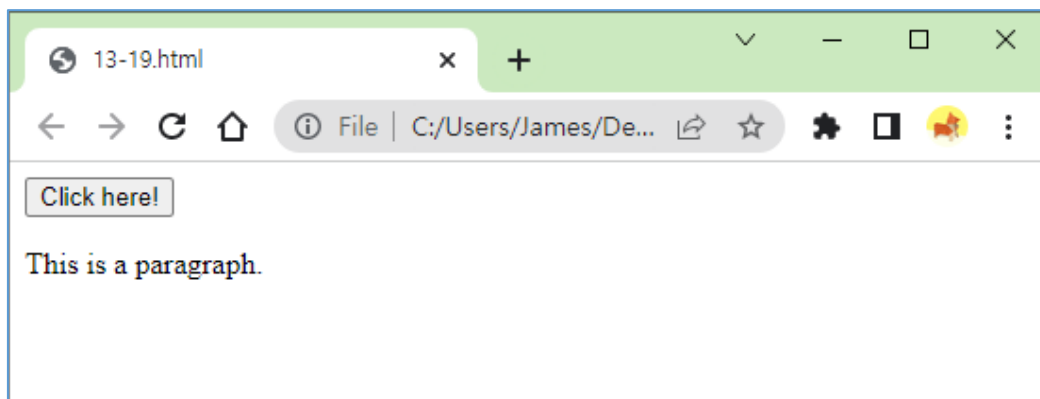 13-19.html
File | C:/Users/James/De...
Click here!
This is a paragraph.